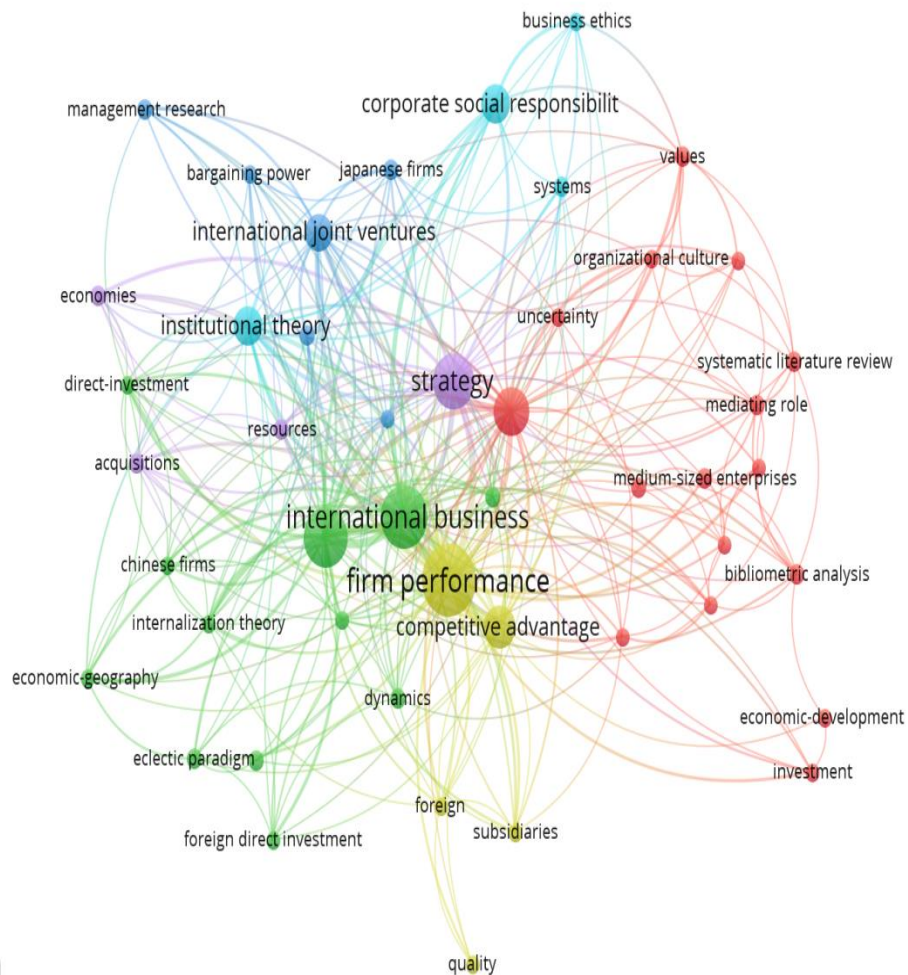 business ethics
corporate social responsibilit
management research
values
bargaining power
japanese firms
systems
international joint ventures
organizational culture
economies
uncertainty
institutional theory
systematic literature review
direct-investment
strategy
mediating role
resources
acquisitions
medium-sized enterprises
international business
chinese firms
bibliometric analysis
firm performance
internalization theory
competitive advantage
economic-geography
dynamics
economic-development
eclectic paradigm
investment
foreign
subsidiaries
foreign direct investment
quality